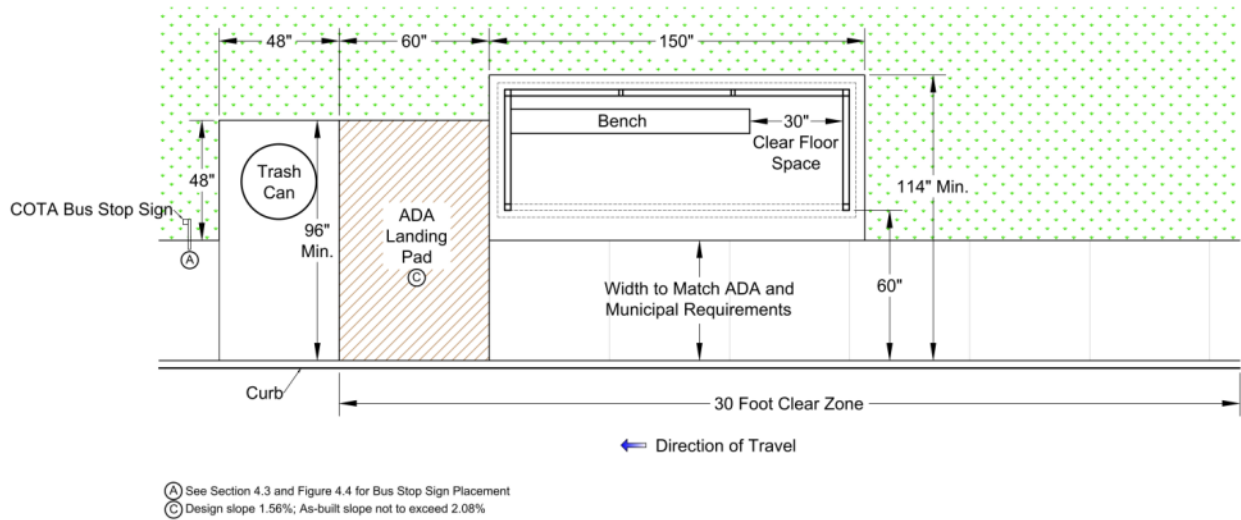 48"
60"
150"
Bench
30"
Clear Floor
Space
Trash
Can
48"
114" Min.
COTA Bus Stop Sign
ADA
Landing
Pad
C
96"
Min.
A
Width to Match ADA and
Municipal Requirements
60"
Curb
30 Foot Clear Zone
Direction of Travel
A See Section 4.3 and Figure 4.4 for Bus Stop Sign Placement
C Design slope 1.56%; As-built slope not to exceed 2.08%